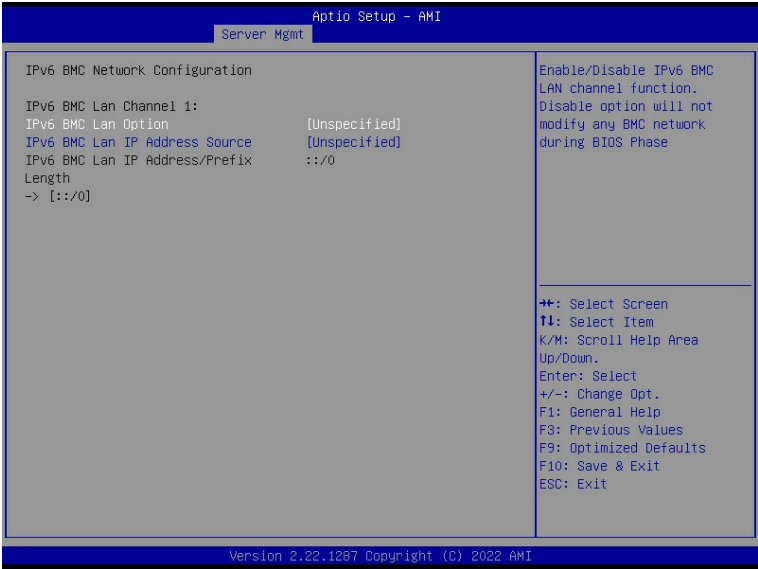 Aptio Setup - AMI
Server Mgmt
IPv6 BMC Network Configuration
IPv6 BMC Lan Channel 1:
IPv6 BMC Lan Option [Unspecified]
IPv6 BMC Lan IP Address Source [Unspecified]
IPv6 BMC Lan IP Address/Prefix ::/0
Length
-> [::/0]
Enable/Disable IPv6 BMC
LAN channel function.
Disable option will not
modify any BMC network
during BIOS Phase
→←: Select Screen
↑↓: Select Item
K/M: Scroll Help Area
Up/Down.
Enter: Select
+/-: Change Opt.
F1: General Help
F3: Previous Values
F9: Optimized Defaults
F10: Save & Exit
ESC: Exit
Version 2.22.1287 Copyright (C) 2022 AMI